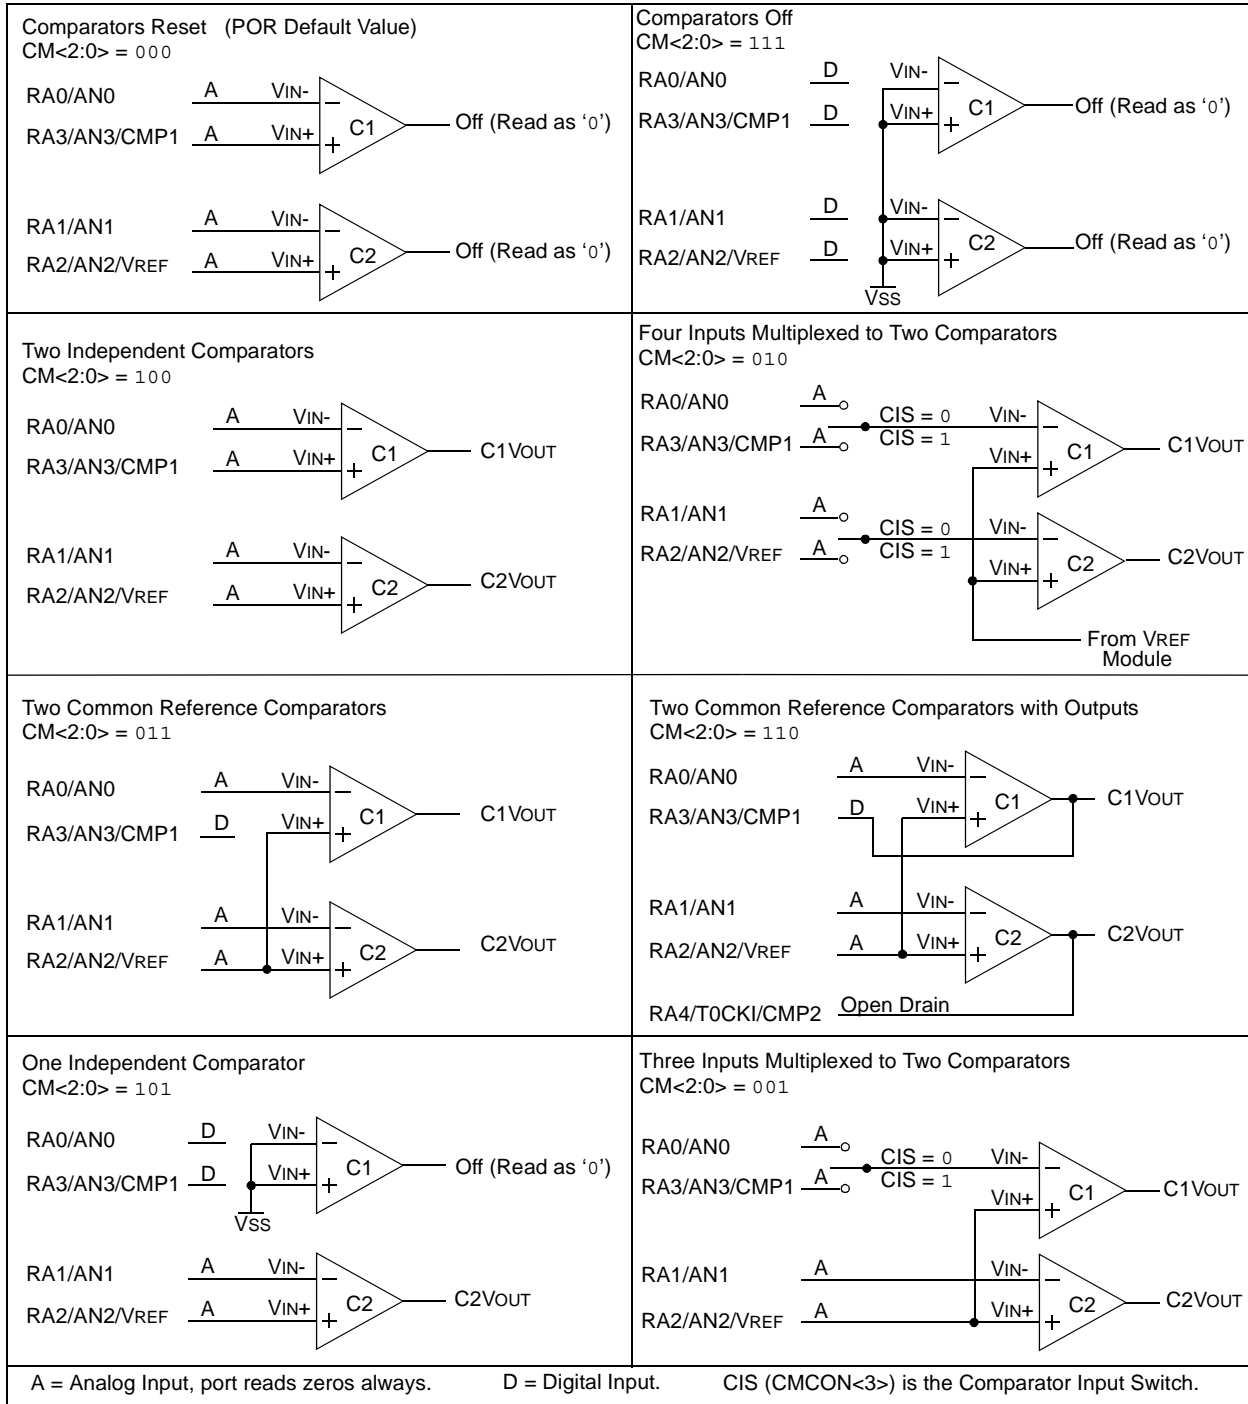 Comparators Reset (POR Default Value)
CM<2:0> = 000
RA0/AN0 A VIN- −
RA3/AN3/CMP1 A VIN+ + C1 Off (Read as ‘0’)
RA1/AN1 A VIN- −
RA2/AN2/VREF A VIN+ + C2 Off (Read as ‘0’)
Comparators Off
CM<2:0> = 111
RA0/AN0 D VIN- −
RA3/AN3/CMP1 D VIN+ + C1 Off (Read as ‘0’)
RA1/AN1 D VIN- −
RA2/AN2/VREF D VIN+ + C2 Off (Read as ‘0’)
VSS
Two Independent Comparators
CM<2:0> = 100
RA0/AN0 A VIN- −
RA3/AN3/CMP1 A VIN+ + C1 C1VOUT
RA1/AN1 A VIN- −
RA2/AN2/VREF A VIN+ + C2 C2VOUT
Four Inputs Multiplexed to Two Comparators
CM<2:0> = 010
RA0/AN0 A CIS = 0 VIN- −
RA3/AN3/CMP1 A CIS = 1 VIN+ + C1 C1VOUT
RA1/AN1 A CIS = 0 VIN- −
RA2/AN2/VREF A CIS = 1 VIN+ + C2 C2VOUT
From VREF
Module
Two Common Reference Comparators
CM<2:0> = 011
RA0/AN0 A VIN- −
RA3/AN3/CMP1 D VIN+ + C1 C1VOUT
RA1/AN1 A VIN- −
RA2/AN2/VREF A VIN+ + C2 C2VOUT
Two Common Reference Comparators with Outputs
CM<2:0> = 110
RA0/AN0 A VIN- −
RA3/AN3/CMP1 D VIN+ + C1 C1VOUT
RA1/AN1 A VIN- −
RA2/AN2/VREF A VIN+ + C2 C2VOUT
RA4/T0CKI/CMP2 Open Drain
One Independent Comparator
CM<2:0> = 101
RA0/AN0 D VIN- −
RA3/AN3/CMP1 D VIN+ + C1 Off (Read as ‘0’)
VSS
RA1/AN1 A VIN- −
RA2/AN2/VREF A VIN+ + C2 C2VOUT
Three Inputs Multiplexed to Two Comparators
CM<2:0> = 001
RA0/AN0 A CIS = 0 VIN- −
RA3/AN3/CMP1 A CIS = 1 VIN+ + C1 C1VOUT
RA1/AN1 A VIN- −
RA2/AN2/VREF A VIN+ + C2 C2VOUT
A = Analog Input, port reads zeros always. D = Digital Input. CIS (CMCON<3>) is the Comparator Input Switch.